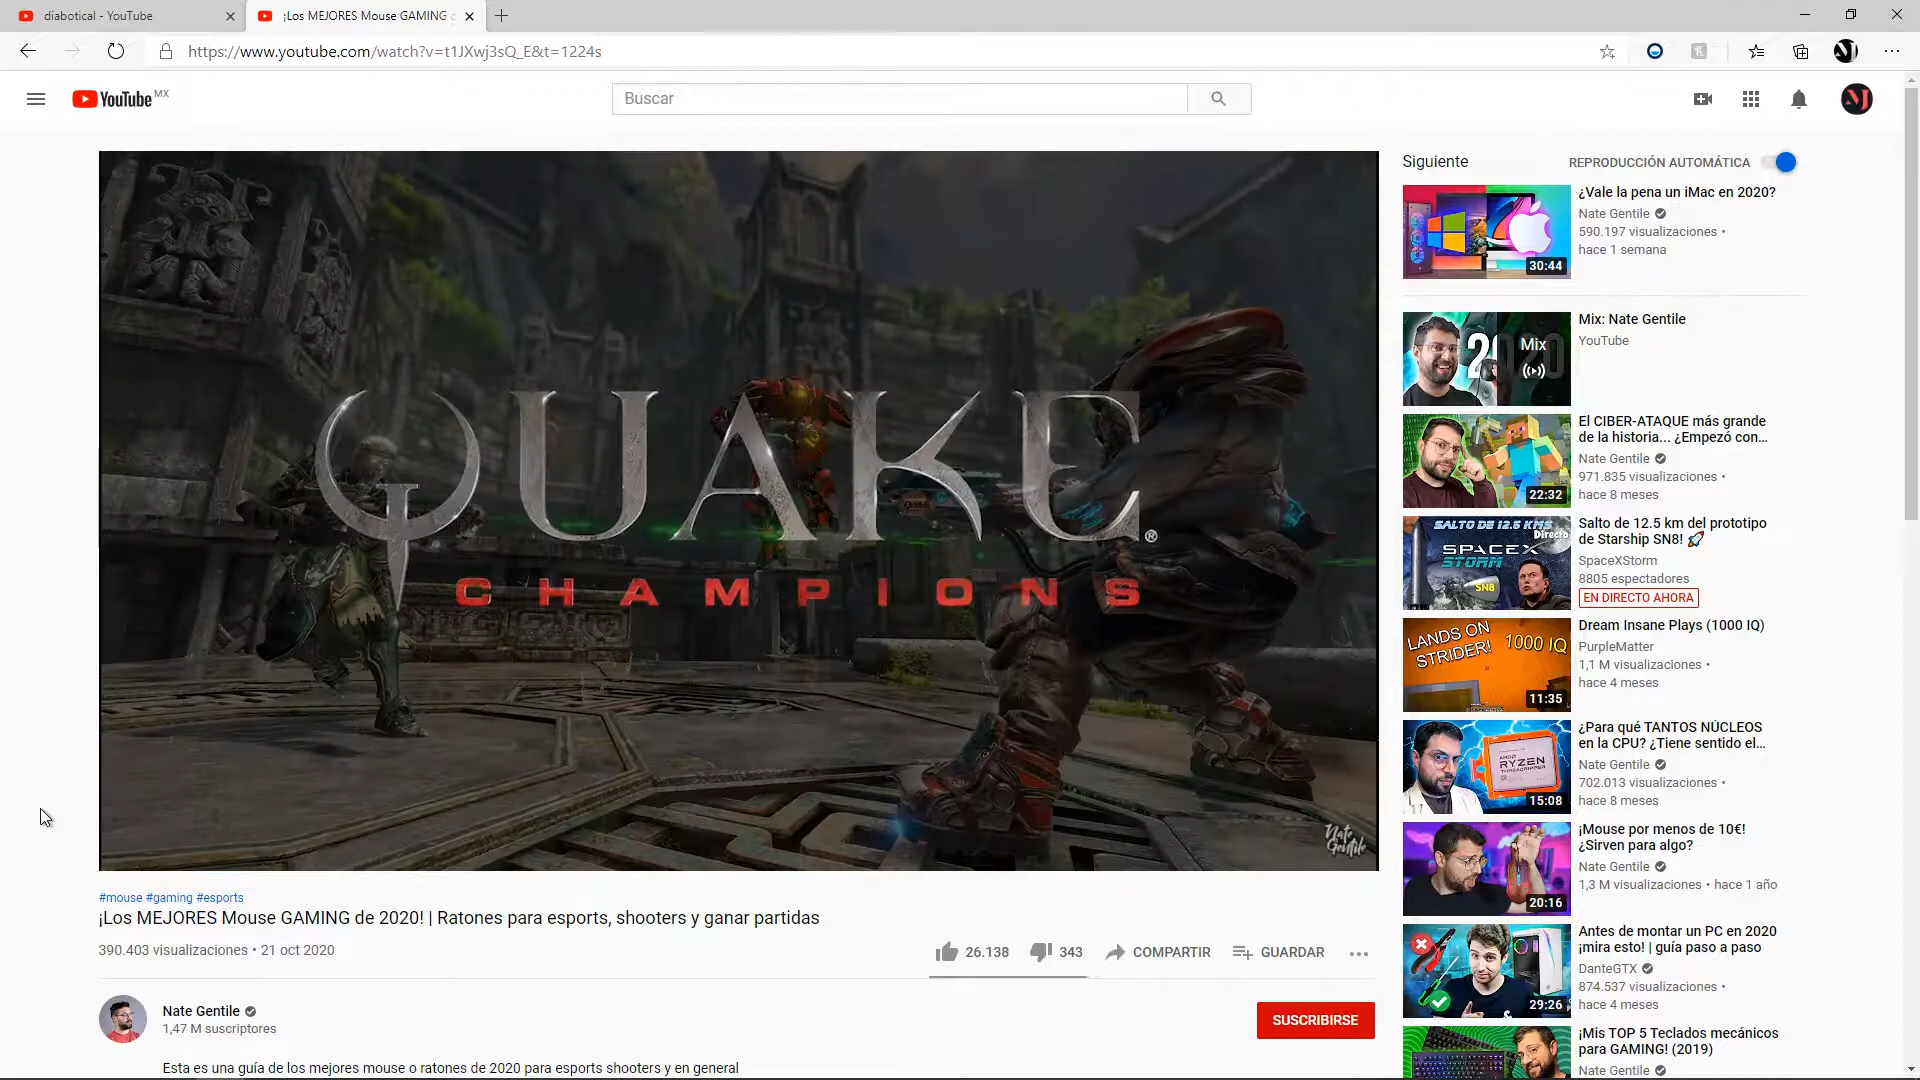 diabotical - YouTube
¡Los MEJORES Mouse GAMING d
https://www.youtube.com/watch?v=t1JXwj3sQ_E&t=1224s
YouTube MX
Buscar
QUAKE®
CHAMPIONS
Nate Gentile
#mouse #gaming #esports
¡Los MEJORES Mouse GAMING de 2020! | Ratones para esports, shooters y ganar partidas
390.403 visualizaciones • 21 oct 2020
26.138
343
COMPARTIR
GUARDAR
Nate Gentile
1,47 M suscriptores
SUSCRIBIRSE
Esta es una guía de los mejores mouse o ratones de 2020 para esports shooters y en general
Siguiente
REPRODUCCIÓN AUTOMÁTICA
30:44
¿Vale la pena un iMac en 2020?
Nate Gentile
590.197 visualizaciones •
hace 1 semana
Mix
Mix: Nate Gentile
YouTube
22:32
El CIBER-ATAQUE más grande
de la historia... ¿Empezó con...
Nate Gentile
971.835 visualizaciones •
hace 8 meses
SALTO DE 12.5 KMS
Directo
SPACEX
STORM
SN8
Salto de 12.5 km del prototipo
de Starship SN8! 🚀
SpaceXStorm
8805 espectadores
EN DIRECTO AHORA
LANDS ON
STRIDER!
1000 IQ
11:35
Dream Insane Plays (1000 IQ)
PurpleMatter
1,1 M visualizaciones •
hace 4 meses
RYZEN
15:08
¿Para qué TANTOS NÚCLEOS
en la CPU? ¿Tiene sentido el...
Nate Gentile
702.013 visualizaciones •
hace 8 meses
20:16
¡Mouse por menos de 10€!
¿Sirven para algo?
Nate Gentile
1,3 M visualizaciones • hace 1 año
29:26
Antes de montar un PC en 2020
¡mira esto! | guía paso a paso
DanteGTX
874.537 visualizaciones •
hace 4 meses
¡Mis TOP 5 Teclados mecánicos
para GAMING! (2019)
Nate Gentile